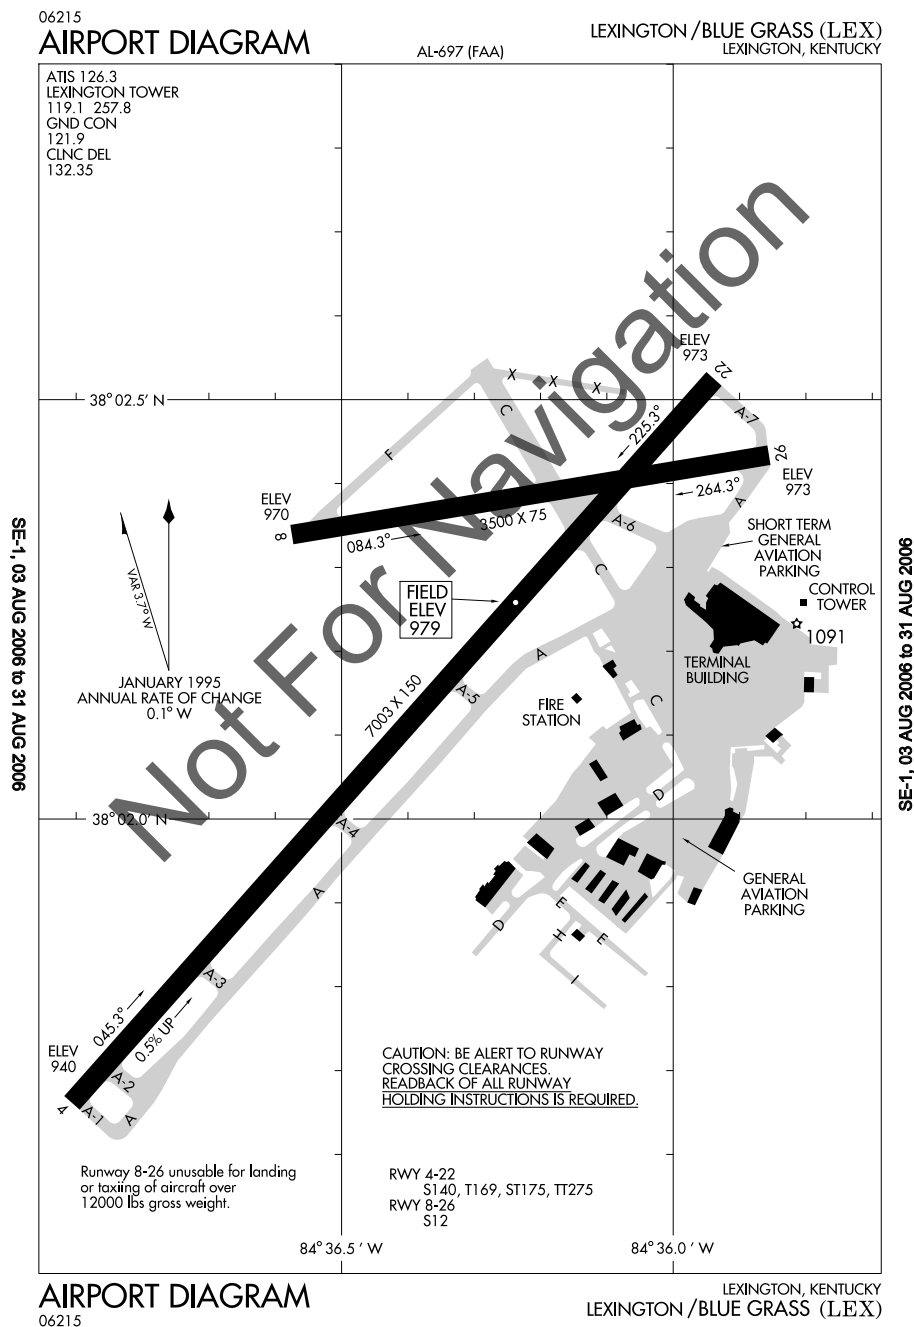 06215
AIRPORT DIAGRAM
AL-697 (FAA)
LEXINGTON /BLUE GRASS (LEX)
LEXINGTON, KENTUCKY
ATIS 126.3
LEXINGTON TOWER
119.1 257.8
GND CON
121.9
CLNC DEL
132.35
Not For Navigation
ELEV
973
22
X X X
C
38° 02.5' N
A-7
225.3°
F
26
ELEV
973
264.3°
ELEV
970
A
3500 X 75
A-6
8
084.3°
SHORT TERM
GENERAL
AVIATION
PARKING
VAR 3.7° W
C
FIELD
ELEV
979
CONTROL
TOWER
1091
A
TERMINAL
BUILDING
JANUARY 1995
ANNUAL RATE OF CHANGE
0.1° W
A-5
7003 X 150
C
FIRE
STATION
SE-1, 03 AUG 2006 to 31 AUG 2006
SE-1, 03 AUG 2006 to 31 AUG 2006
D
38° 02.0' N
A-4
GENERAL
AVIATION
PARKING
A
E
D
H
E
A-3
I
045.3°
0.5% UP
ELEV
940
A-2
4
A-1
A
CAUTION: BE ALERT TO RUNWAY
CROSSING CLEARANCES.
READBACK OF ALL RUNWAY
HOLDING INSTRUCTIONS IS REQUIRED.
Runway 8-26 unusable for landing
or taxiing of aircraft over
12000 lbs gross weight.
RWY 4-22
S140, T169, ST175, TT275
RWY 8-26
S12
84° 36.5' W
84° 36.0' W
AIRPORT DIAGRAM
06215
LEXINGTON, KENTUCKY
LEXINGTON /BLUE GRASS (LEX)